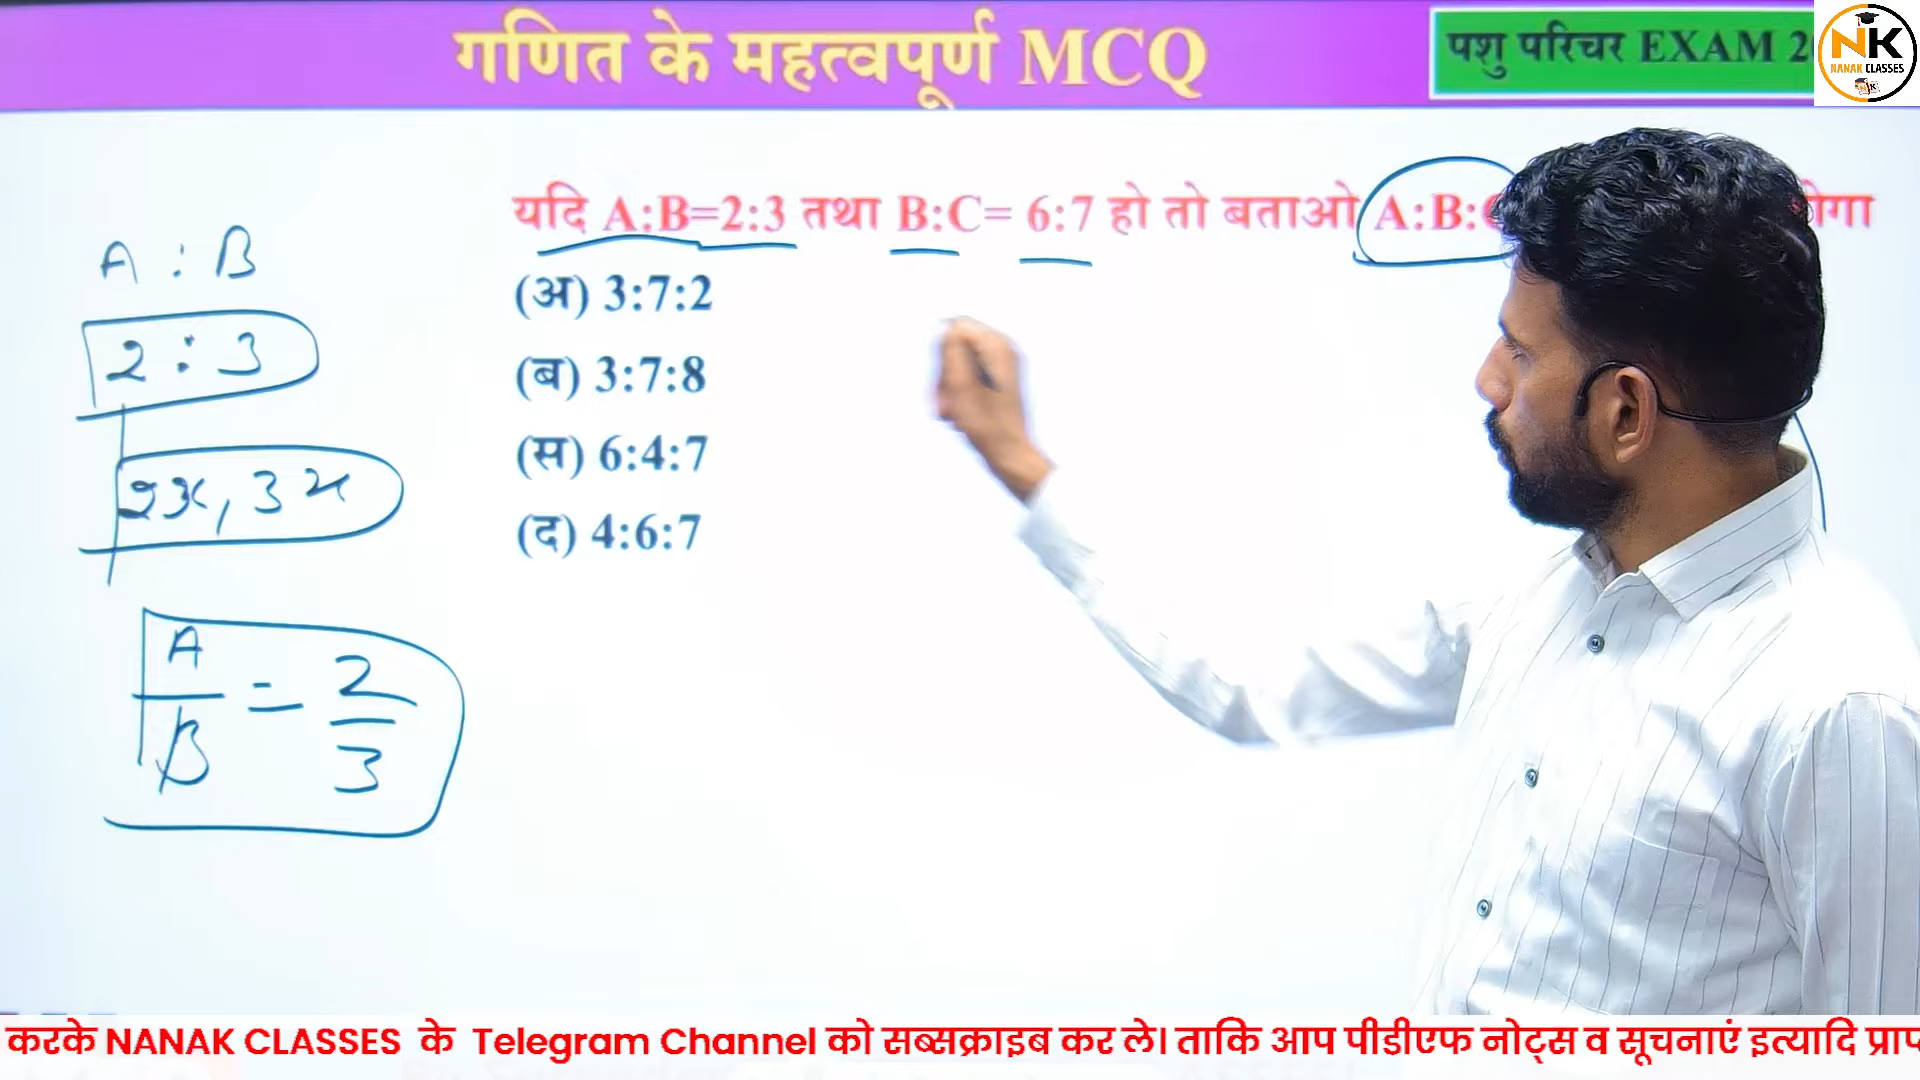 गणित के महत्वपूर्ण MCQ
पशु परिचर EXAM
NK
NANAK CLASSES
यदि A:B=2:3 तथा B:C= 6:7 हो तो बताओ A:B:
(अ) 3:7:2
(ब) 3:7:8
(स) 6:4:7
(द) 4:6:7
A : B
2 : 3
2x, 3x
A/B = 2/3
करके NANAK CLASSES के Telegram Channel को सब्सक्राइब कर ले। ताकि आप पीडीएफ नोट्स व सूचनाएं इत्यादि